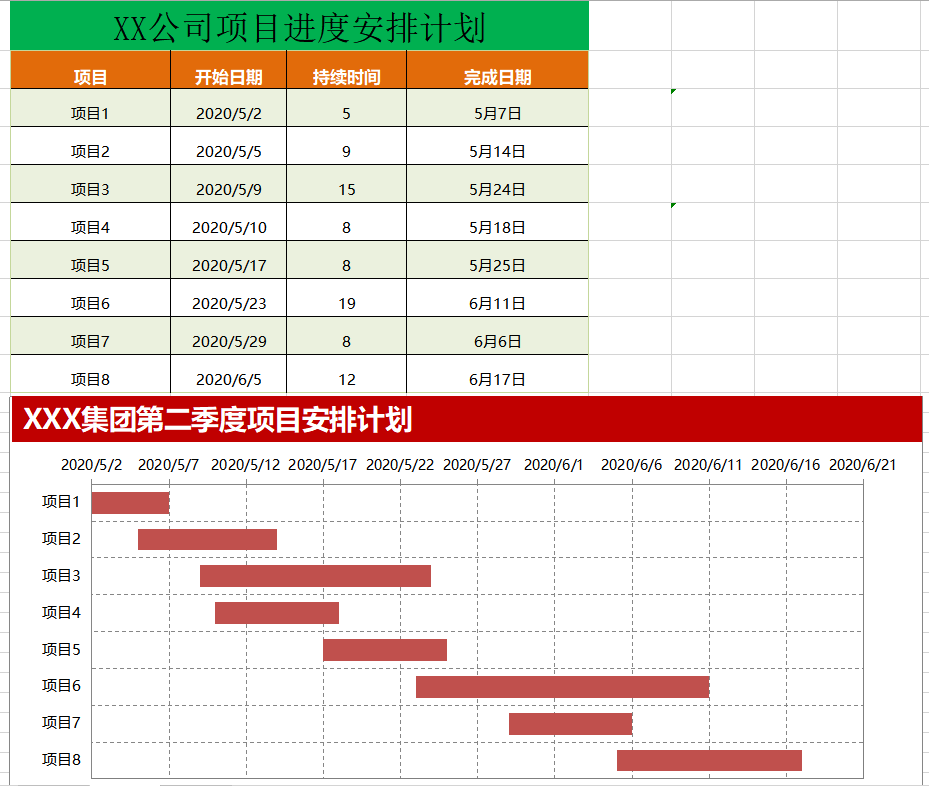 XX公司项目进度安排计划
项目 开始日期 持续时间 完成日期
项目1 2020/5/2 5 5月7日
项目2 2020/5/5 9 5月14日
项目3 2020/5/9 15 5月24日
项目4 2020/5/10 8 5月18日
项目5 2020/5/17 8 5月25日
项目6 2020/5/23 19 6月11日
项目7 2020/5/29 8 6月6日
项目8 2020/6/5 12 6月17日
XXX集团第二季度项目安排计划
2020/5/2 2020/5/7 2020/5/12 2020/5/17 2020/5/22 2020/5/27 2020/6/1 2020/6/6 2020/6/11 2020/6/16 2020/6/21
项目1
项目2
项目3
项目4
项目5
项目6
项目7
项目8